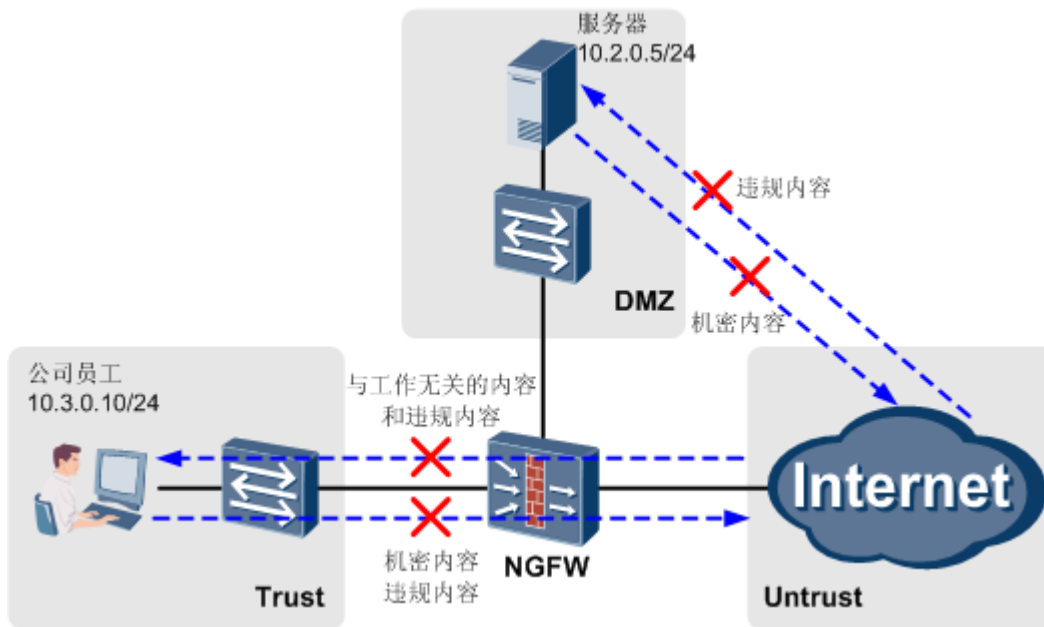 服务器
10.2.0.5/24
违规内容
DMZ
机密内容
公司员工
10.3.0.10/24
与工作无关的内容
和违规内容
Internet
机密内容
违规内容
NGFW
Trust
Untrust